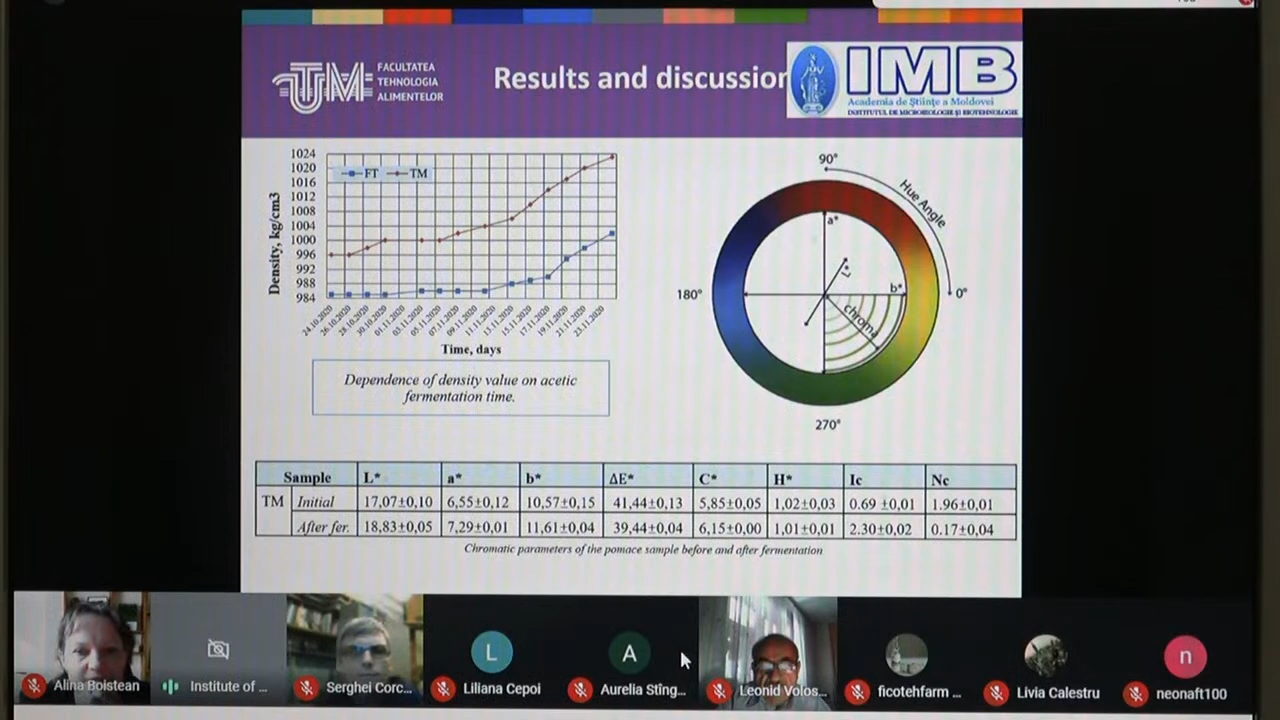 FACULTATEA
TEHNOLOGIA
ALIMENTELOR
Results and discussion
IMB
Academia de Ştiinţe a Moldovei
INSTITUTUL DE MICROBIOLOGIE ŞI BIOTEHNOLOGIE
1024
1020
1016
1012
1008
1004
1000
996
992
988
984
Density, kg/cm3
FT TM
24.10.2020
26.10.2020
28.10.2020
30.10.2020
01.11.2020
03.11.2020
05.11.2020
07.11.2020
09.11.2020
11.11.2020
13.11.2020
15.11.2020
17.11.2020
19.11.2020
21.11.2020
23.11.2020
Time, days
Dependence of density value on acetic
fermentation time.
90°
Hue Angle
a*
L*
b*
chroma
180°
0°
270°
Sample L* a* b* ΔE* C* H* Ic Nc
TM Initial 17,07±0,10 6,55±0,12 10,57±0,15 41,44±0,13 5,85±0,05 1,02±0,03 0.69 ±0,01 1.96±0,01
After fer. 18,83±0,05 7,29±0,01 11,61±0,04 39,44±0,04 6,15±0,00 1,01±0,01 2.30±0,02 0.17±0,04
Chromatic parameters of the pomace sample before and after fermentation
L
A
n
Alina Boistean
Institute of ...
Serghei Corc...
Liliana Cepoi
Aurelia Stîng...
Leonid Volos...
ficotehfarm ...
Livia Calestru
neonaft100